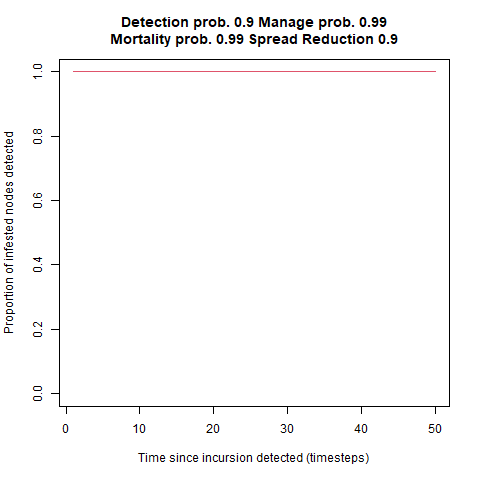 Detection prob. 0.9 Manage prob. 0.99
Mortality prob. 0.99 Spread Reduction 0.9
Proportion of infested nodes detected
1.0
0.8
0.6
0.4
0.2
0.0
0 10 20 30 40 50
Time since incursion detected (timesteps)